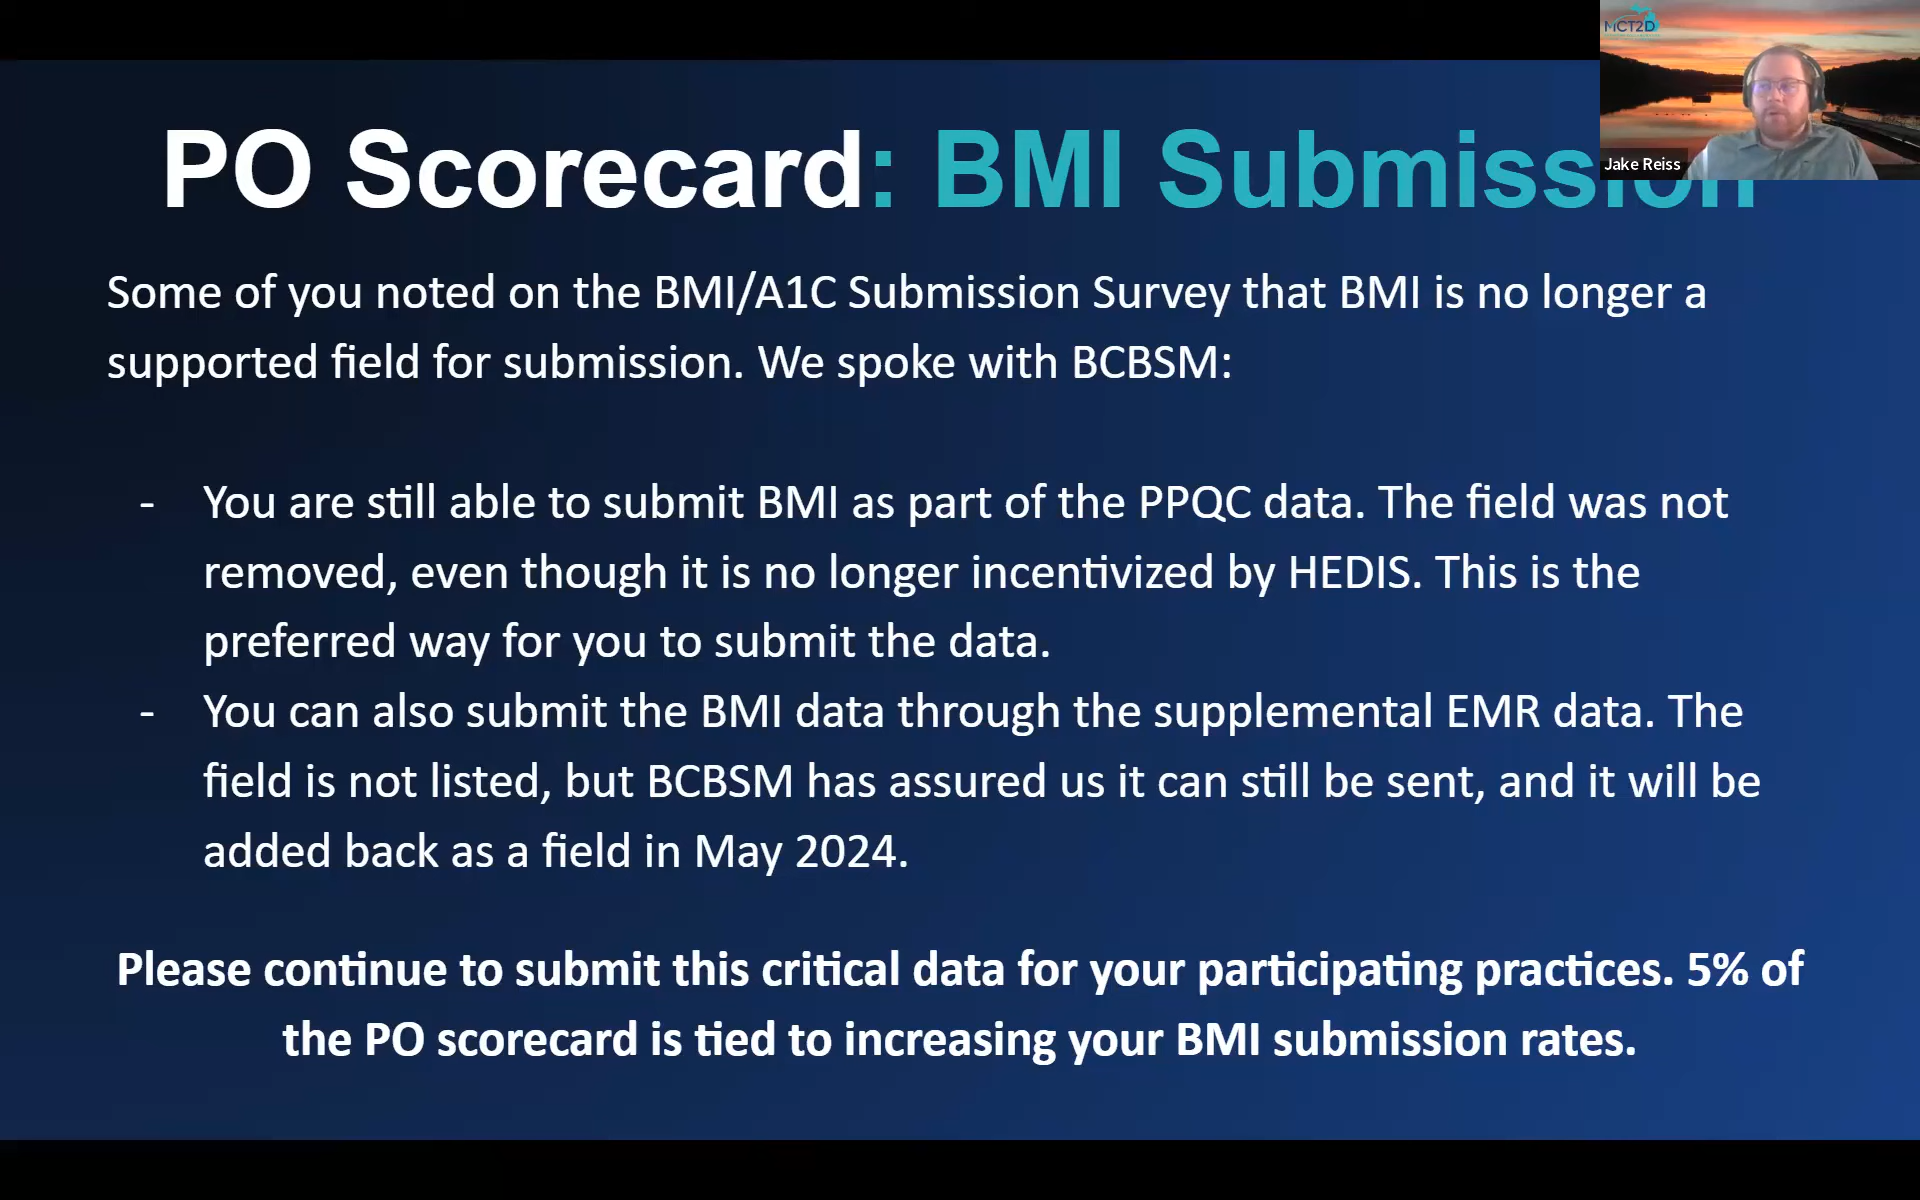 MCT2D
Jake Reiss
PO Scorecard: BMI Submission
Some of you noted on the BMI/A1C Submission Survey that BMI is no longer a
supported field for submission. We spoke with BCBSM:
- You are still able to submit BMI as part of the PPQC data. The field was not
removed, even though it is no longer incentivized by HEDIS. This is the
preferred way for you to submit the data.
- You can also submit the BMI data through the supplemental EMR data. The
field is not listed, but BCBSM has assured us it can still be sent, and it will be
added back as a field in May 2024.
Please continue to submit this critical data for your participating practices. 5% of
the PO scorecard is tied to increasing your BMI submission rates.